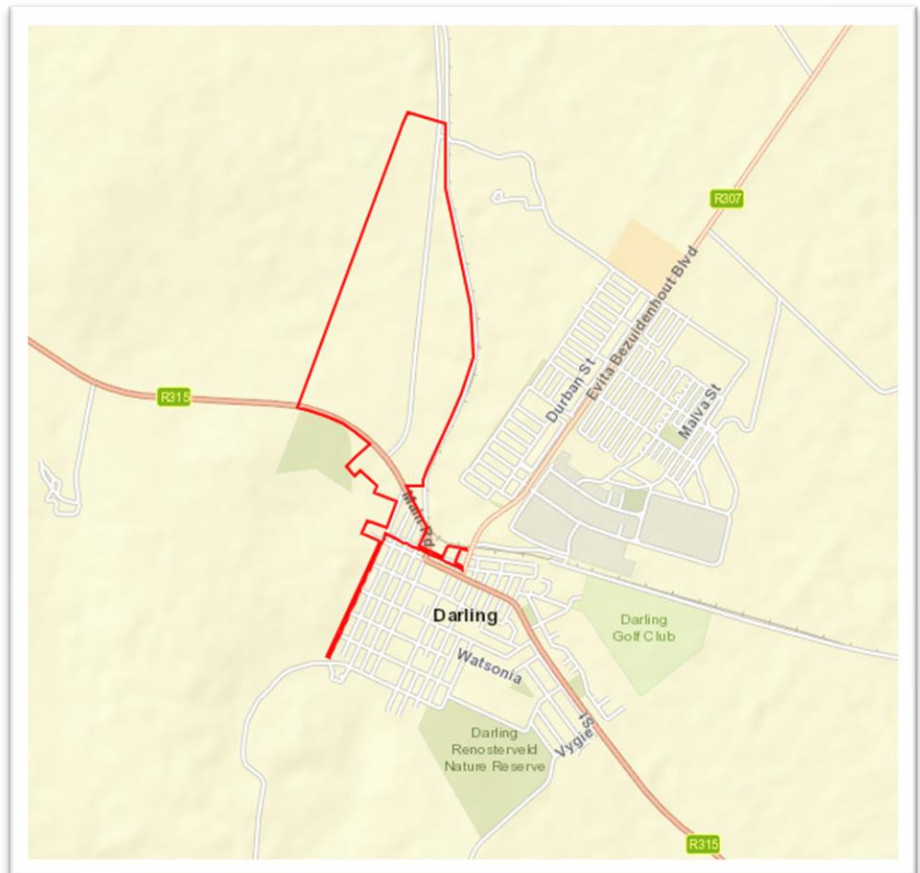 R307
Evita Bezuidenhout Blvd
Durban St
R315
Malva St
Main Rd
Darling
Darling
Golf Club
Watsonia
Darling
Renosterveld
Nature Reserve
Vygie St
R315